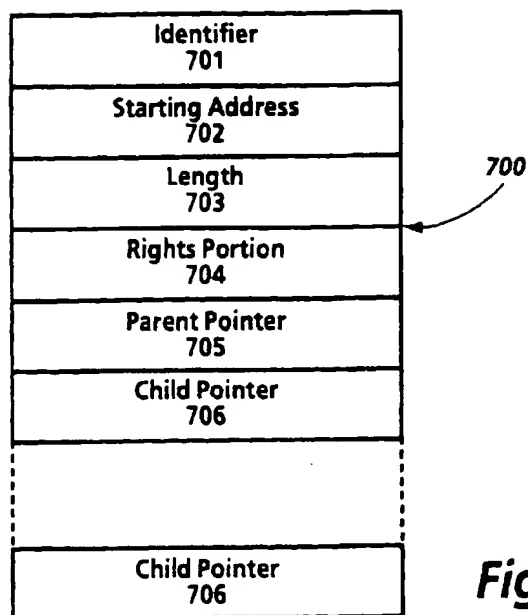 Identifier
701
Starting Address
702
Length
703
700
Rights Portion
704
Parent Pointer
705
Child Pointer
706
Child Pointer
706
Fig